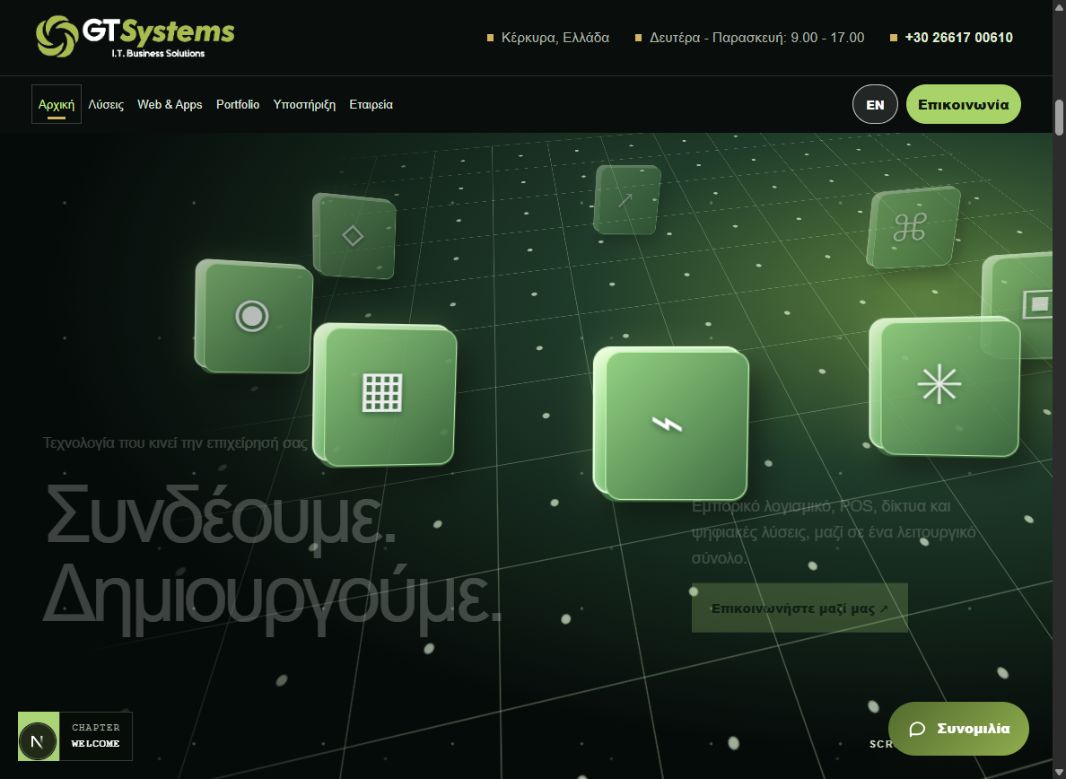 GTSystems
I.T. Business Solutions
Κέρκυρα, Ελλάδα
Δευτέρα - Παρασκευή: 9.00 - 17.00
+30 26617 00610
Αρχική
Λύσεις
Web & Apps
Portfolio
Υποστήριξη
Εταιρεία
EN
Επικοινωνία
Τεχνολογία που κινεί την επιχείρησή σας
Συνδέουμε.
Δημιουργούμε.
Εμπορικό λογισμικό, POS, δίκτυα και
ψηφιακές λύσεις, μαζί σε ένα λειτουργικό
σύνολο.
Επικοινωνήστε μαζί μας ↗
N
CHAPTER
WELCOME
SCR
Συνομιλία